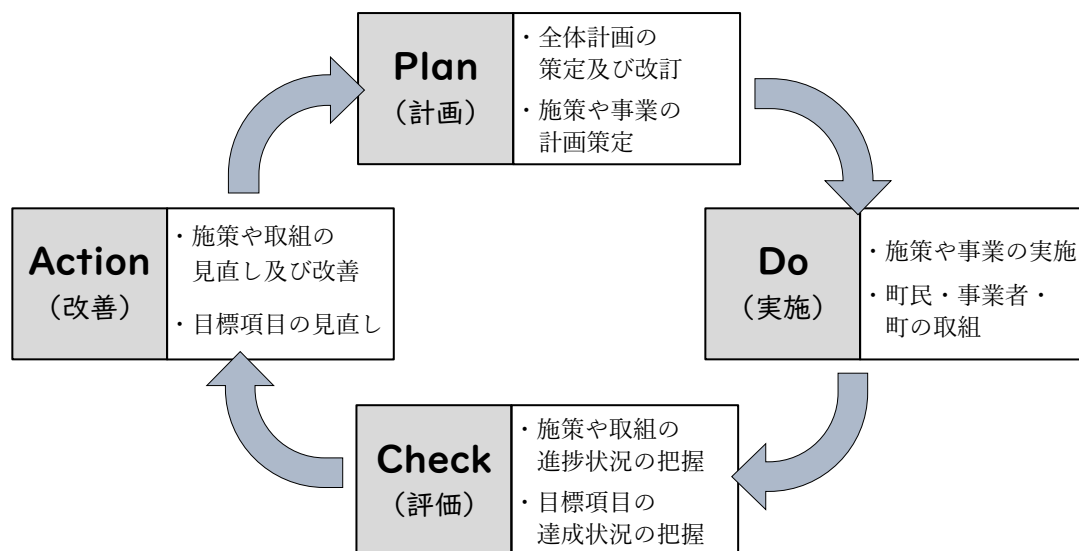 Plan
（計画）
・全体計画の
策定及び改訂
・施策や事業の
計画策定
Do
（実施）
・施策や事業の実施
・町民・事業者・
町の取組
Check
（評価）
・施策や取組の
進捗状況の把握
・目標項目の
達成状況の把握
Action
（改善）
・施策や取組の
見直し及び改善
・目標項目の見直し